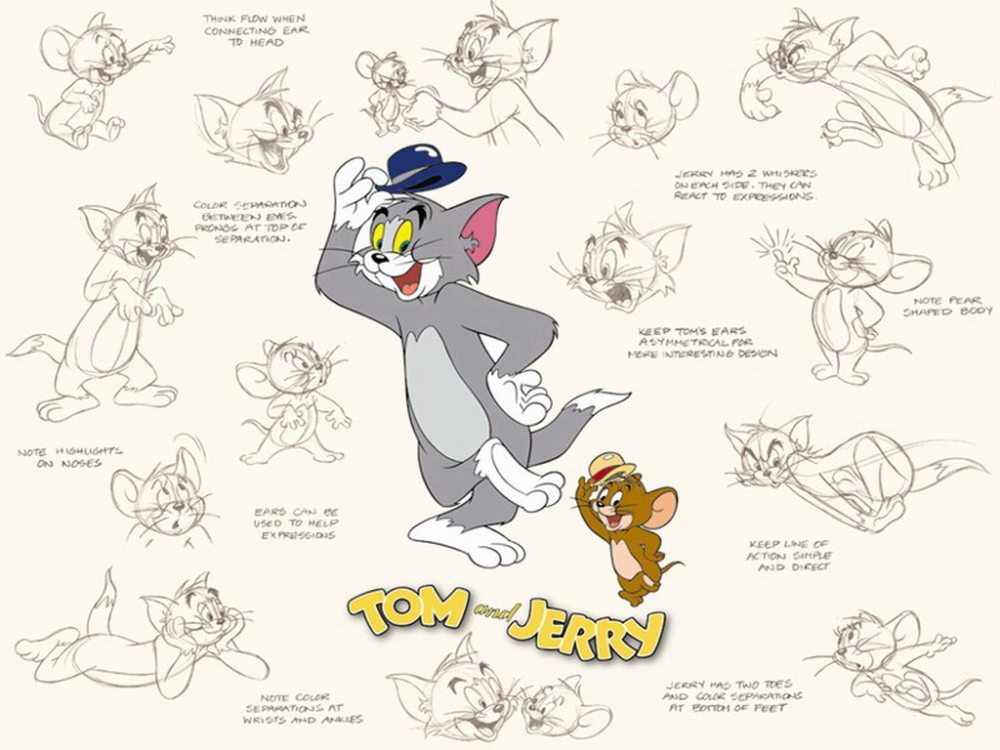 THINK FLOW WHEN
CONNECTING EAR
TO HEAD
JERRY HAS 2 WHISKERS
ON EACH SIDE. THEY CAN
REACT TO EXPRESSIONS.
COLOR SEPARATION
BETWEEN EYES
PRONGS AT TOP OF
SEPARATION.
NOTE PEAR
SHAPED BODY
KEEP TOM'S EARS
ASYMMETRICAL FOR
MORE INTERESTING DESIGN
NOTE HIGHLIGHTS
ON NOSES
EARS CAN BE
USED TO HELP
EXPRESSIONS
KEEP LINE OF
ACTION SIMPLE
AND DIRECT
TOM and JERRY
NOTE COLOR
SEPARATIONS AT
WRISTS AND ANKLES
JERRY HAS TWO TOES
AND COLOR SEPARATIONS
AT BOTTOM OF FEET